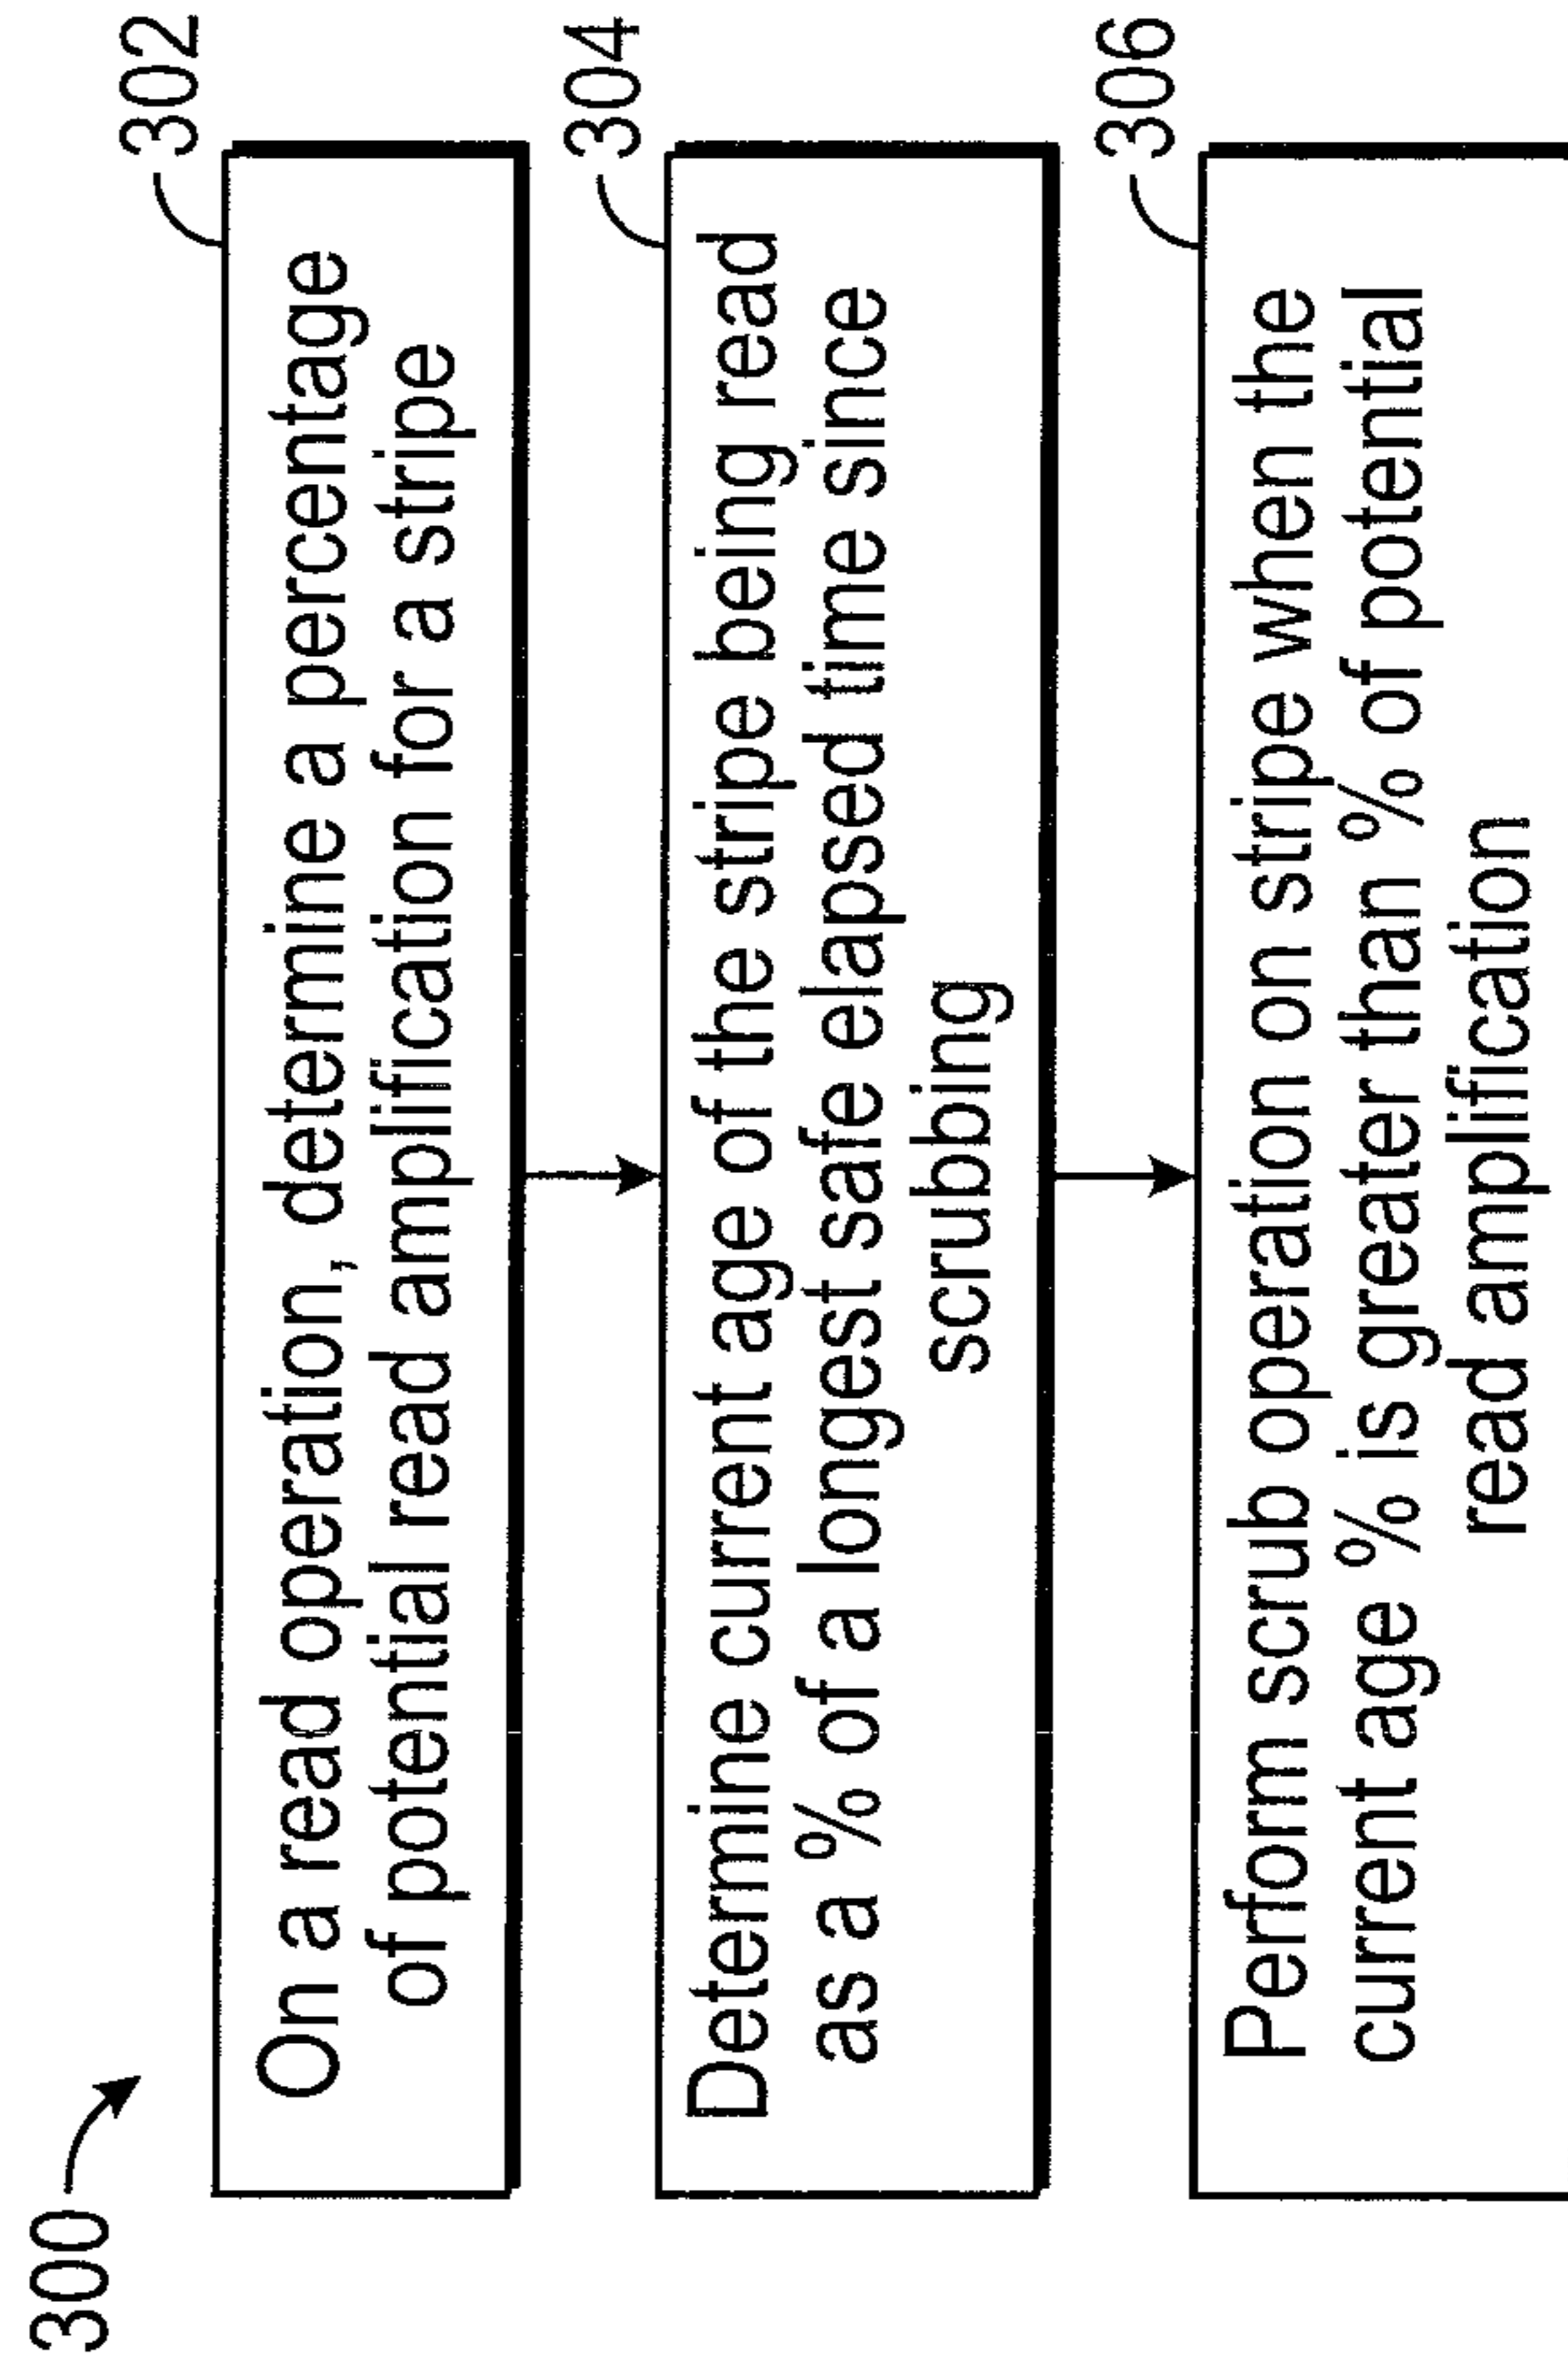 300
302
On a read operation, determine a percentage
of potential read amplification for a stripe
304
Determine current age of the stripe being read
as a % of a longest safe elapsed time since
scrubbing
306
Perform scrub operation on stripe when the
current age % is greater than % of potential
read amplification